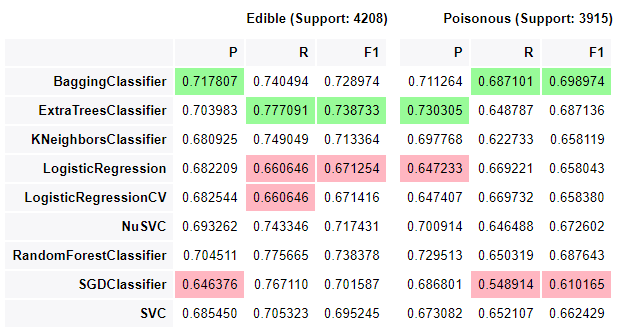 Edible (Support: 4208) Poisonous (Support: 3915)
P R F1 P R F1
BaggingClassifier 0.717807 0.740494 0.728974 0.711264 0.687101 0.698974
ExtraTreesClassifier 0.703983 0.777091 0.738733 0.730305 0.648787 0.687136
KNeighborsClassifier 0.680925 0.749049 0.713364 0.697768 0.622733 0.658119
LogisticRegression 0.682209 0.660646 0.671254 0.647233 0.669221 0.658043
LogisticRegressionCV 0.682544 0.660646 0.671416 0.647407 0.669732 0.658380
NuSVC 0.693262 0.743346 0.717431 0.700914 0.646488 0.672602
RandomForestClassifier 0.704511 0.775665 0.738378 0.729513 0.650319 0.687643
SGDClassifier 0.646376 0.767110 0.701587 0.686801 0.548914 0.610165
SVC 0.685450 0.705323 0.695245 0.673082 0.652107 0.662429